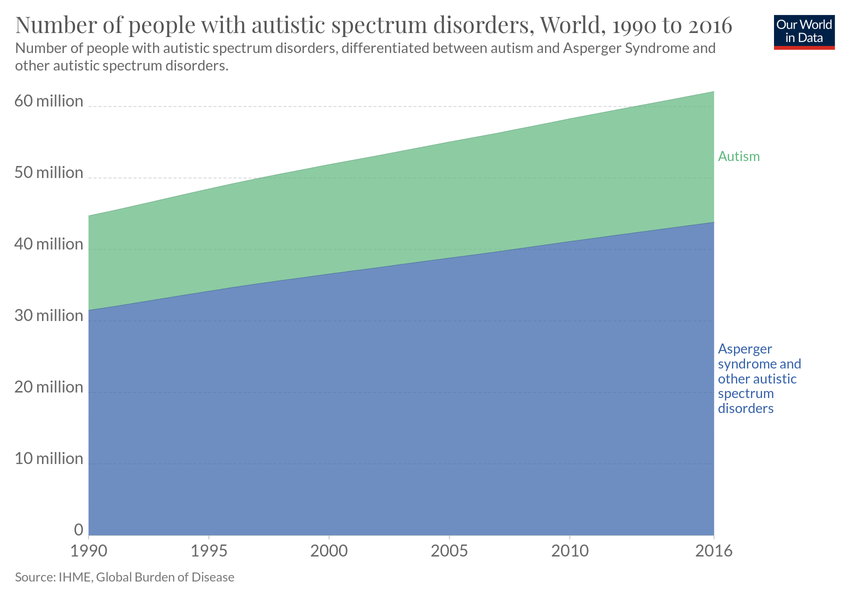 Number of people with autistic spectrum disorders, World, 1990 to 2016
Our World
in Data
Number of people with autistic spectrum disorders, differentiated between autism and Asperger Syndrome and
other autistic spectrum disorders.
60 million
50 million
40 million
30 million
20 million
10 million
0
Autism
Asperger
syndrome and
other autistic
spectrum
disorders
1990 1995 2000 2005 2010 2016
Source: IHME, Global Burden of Disease